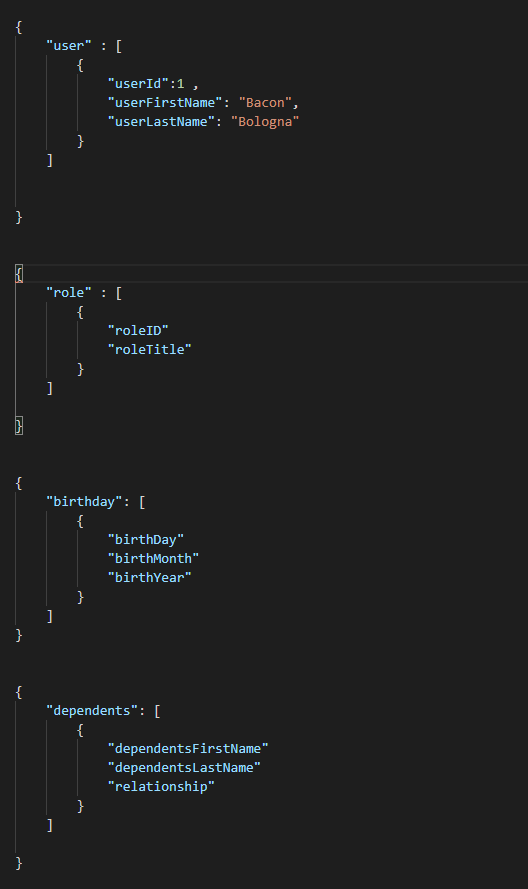 {
    "user" : [
        {
            "userId":1 ,
            "userFirstName": "Bacon",
            "userLastName": "Bologna"
        }
    ]
}
{
    "role" : [
        {
            "roleID"
            "roleTitle"
        }
    ]
}
{
    "birthday": [
        {
            "birthDay"
            "birthMonth"
            "birthYear"
        }
    ]
}
{
    "dependents": [
        {
            "dependentsFirstName"
            "dependentsLastName"
            "relationship"
        }
    ]
}